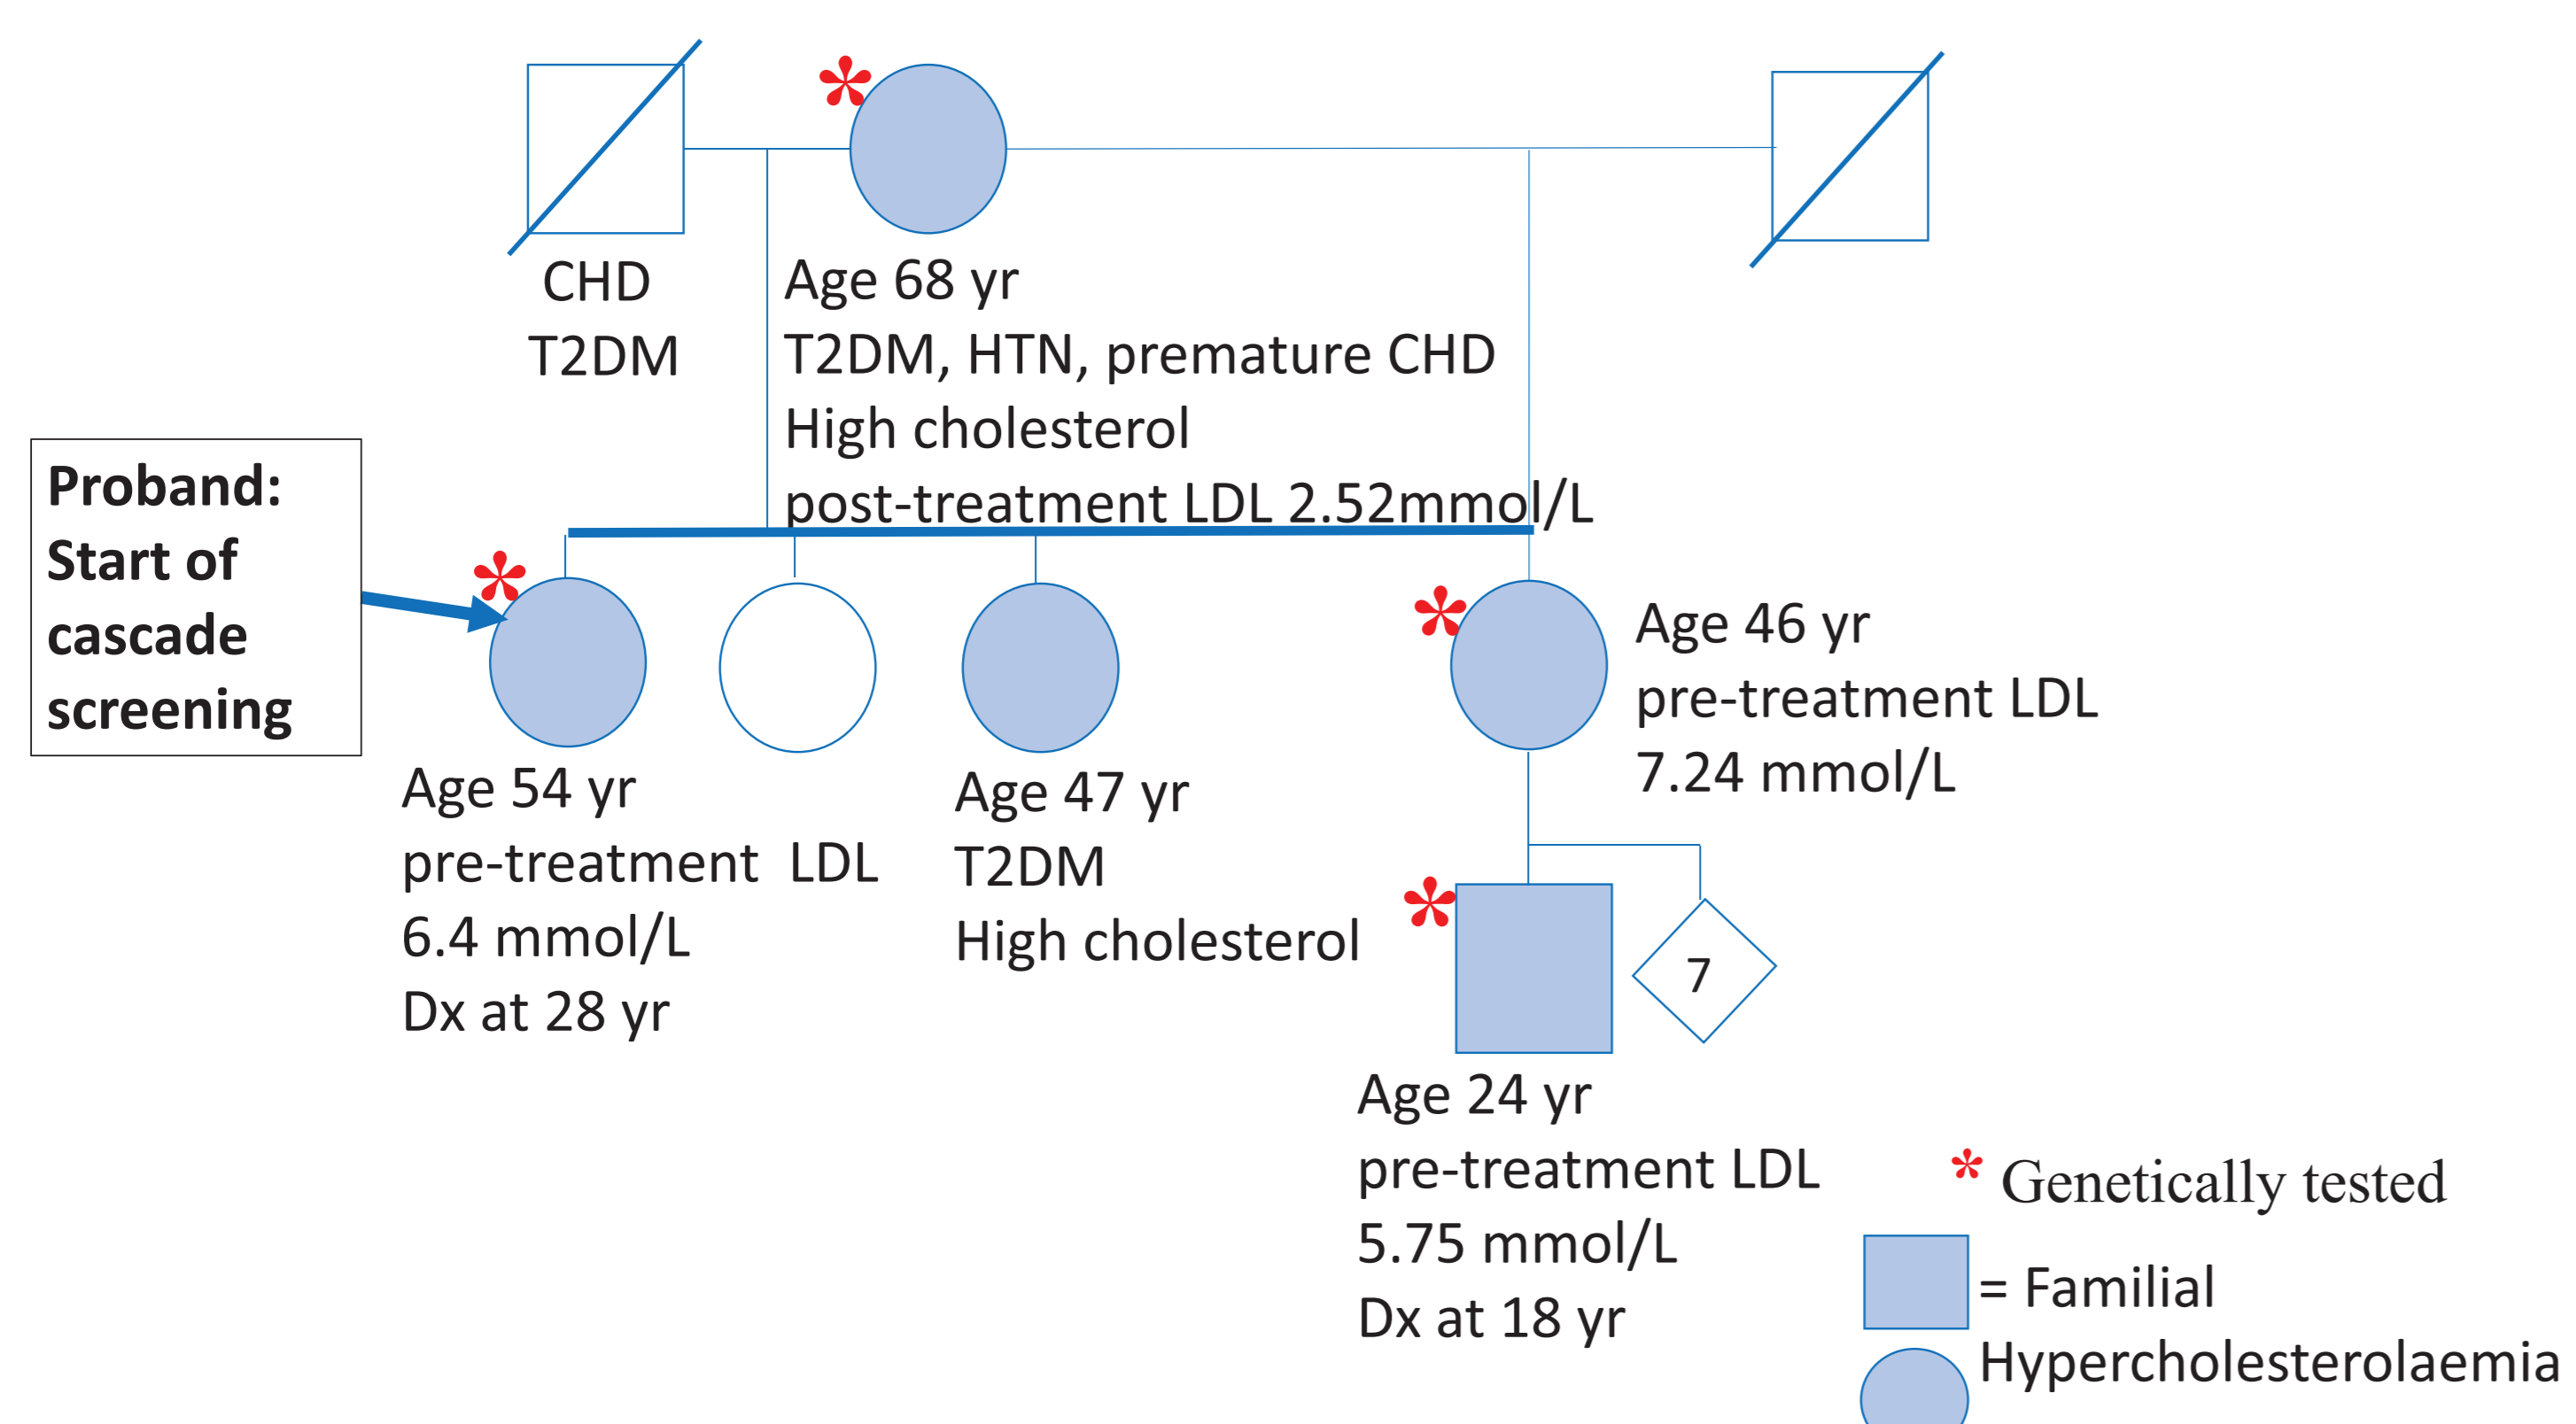 *
CHD
T2DM
Age 68 yr
T2DM, HTN, premature CHD
High cholesterol
post-treatment LDL 2.52mmol/L
Proband:
Start of
cascade
screening
*
Age 54 yr
pre-treatment LDL
6.4 mmol/L
Dx at 28 yr
Age 47 yr
T2DM
High cholesterol
*
Age 46 yr
pre-treatment LDL
7.24 mmol/L
*
7
Age 24 yr
pre-treatment LDL
5.75 mmol/L
Dx at 18 yr
* Genetically tested
= Familial
Hypercholesterolaemia